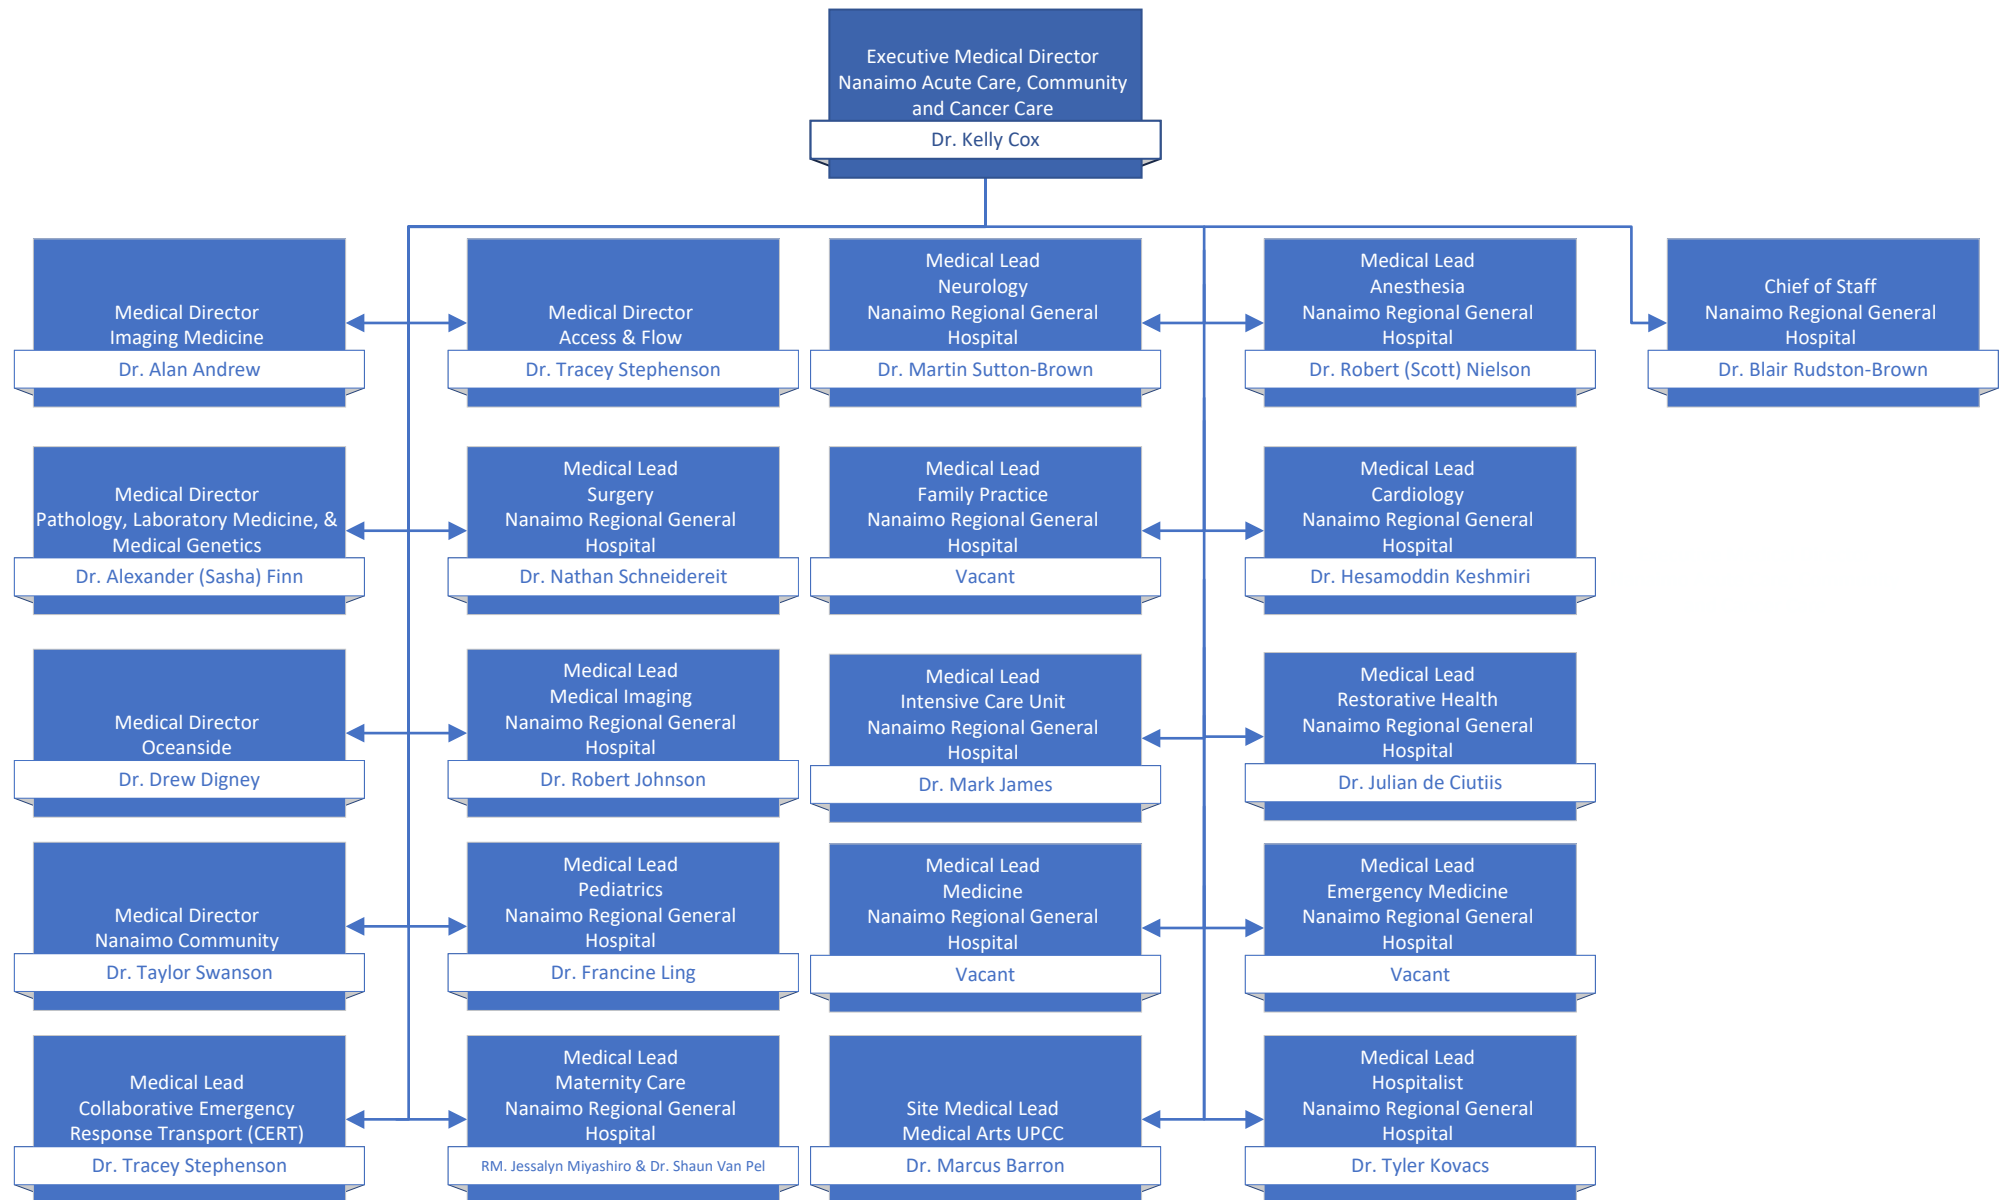 Executive Medical Director
Nanaimo Acute Care, Community
and Cancer Care
Dr. Kelly Cox
Medical Director
Imaging Medicine
Dr. Alan Andrew
Medical Director
Access & Flow
Dr. Tracey Stephenson
Medical Lead
Neurology
Nanaimo Regional General
Hospital
Dr. Martin Sutton-Brown
Medical Lead
Anesthesia
Nanaimo Regional General
Hospital
Dr. Robert (Scott) Nielson
Chief of Staff
Nanaimo Regional General
Hospital
Dr. Blair Rudston-Brown
Medical Director
Pathology, Laboratory Medicine, &
Medical Genetics
Dr. Alexander (Sasha) Finn
Medical Lead
Surgery
Nanaimo Regional General
Hospital
Dr. Nathan Schneidereit
Medical Lead
Family Practice
Nanaimo Regional General
Hospital
Vacant
Medical Lead
Cardiology
Nanaimo Regional General
Hospital
Dr. Hesamoddin Keshmiri
Medical Director
Oceanside
Dr. Drew Digney
Medical Lead
Medical Imaging
Nanaimo Regional General
Hospital
Dr. Robert Johnson
Medical Lead
Intensive Care Unit
Nanaimo Regional General
Hospital
Dr. Mark James
Medical Lead
Restorative Health
Nanaimo Regional General
Hospital
Dr. Julian de Ciutiis
Medical Director
Nanaimo Community
Dr. Taylor Swanson
Medical Lead
Pediatrics
Nanaimo Regional General
Hospital
Dr. Francine Ling
Medical Lead
Medicine
Nanaimo Regional General
Hospital
Vacant
Medical Lead
Emergency Medicine
Nanaimo Regional General
Hospital
Vacant
Medical Lead
Collaborative Emergency
Response Transport (CERT)
Dr. Tracey Stephenson
Medical Lead
Maternity Care
Nanaimo Regional General
Hospital
RM. Jessalyn Miyashiro & Dr. Shaun Van Pel
Site Medical Lead
Medical Arts UPCC
Dr. Marcus Barron
Medical Lead
Hospitalist
Nanaimo Regional General
Hospital
Dr. Tyler Kovacs